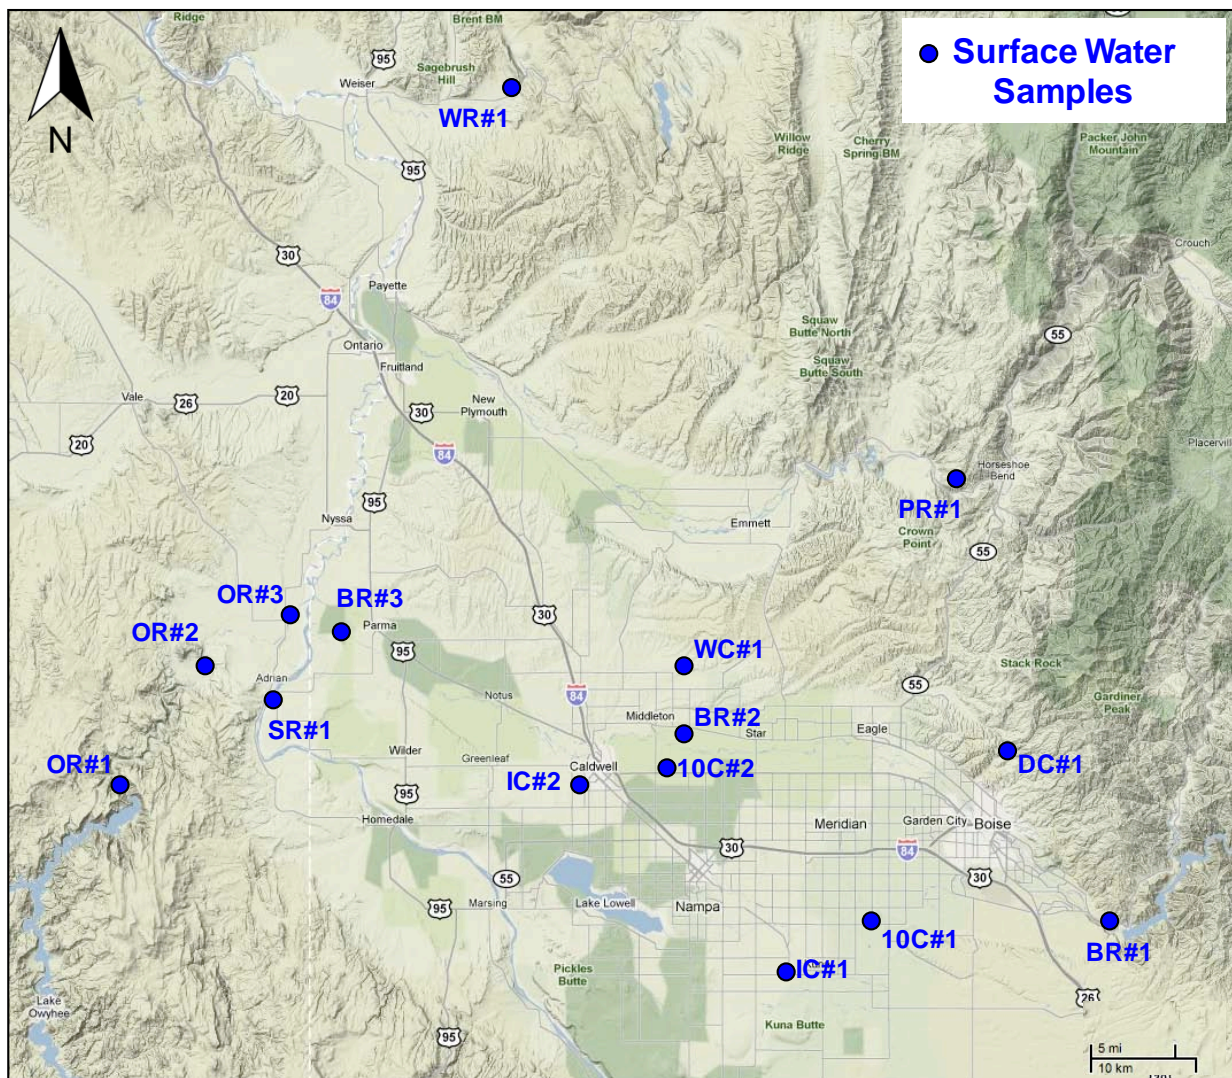 Ridge
Brent BM
95
Surface Water
Samples
Sagebrush
Hill
Weiser
WR#1
N
Willow
Ridge
Cherry
Spring BM
Packer John
Mountain
95
30
Crouch
84
Payette
55
Squaw
Butte North
Ontario
Squaw
Butte South
Fruitland
20
Vale
26
30
New
Plymouth
20
84
Placerville
Horseshoe
Bend
95
PR#1
Nyssa
Emmett
Crown
Point
55
OR#3
BR#3
30
Parma
OR#2
95
WC#1
Stack Rock
Adrian
55
84
Notus
Gardiner
Peak
SR#1
Middleton
BR#2
Star
Eagle
Wilder
Greenleaf
Caldwell
10C#2
DC#1
OR#1
IC#2
95
Homedale
Meridian
Garden City
Boise
30
84
55
30
Marsing
Lake Lowell
95
Nampa
10C#1
BR#1
IC#1
Pickles
Butte
26
Lake
Owyhee
Kuna Butte
95
5 mi
10 km